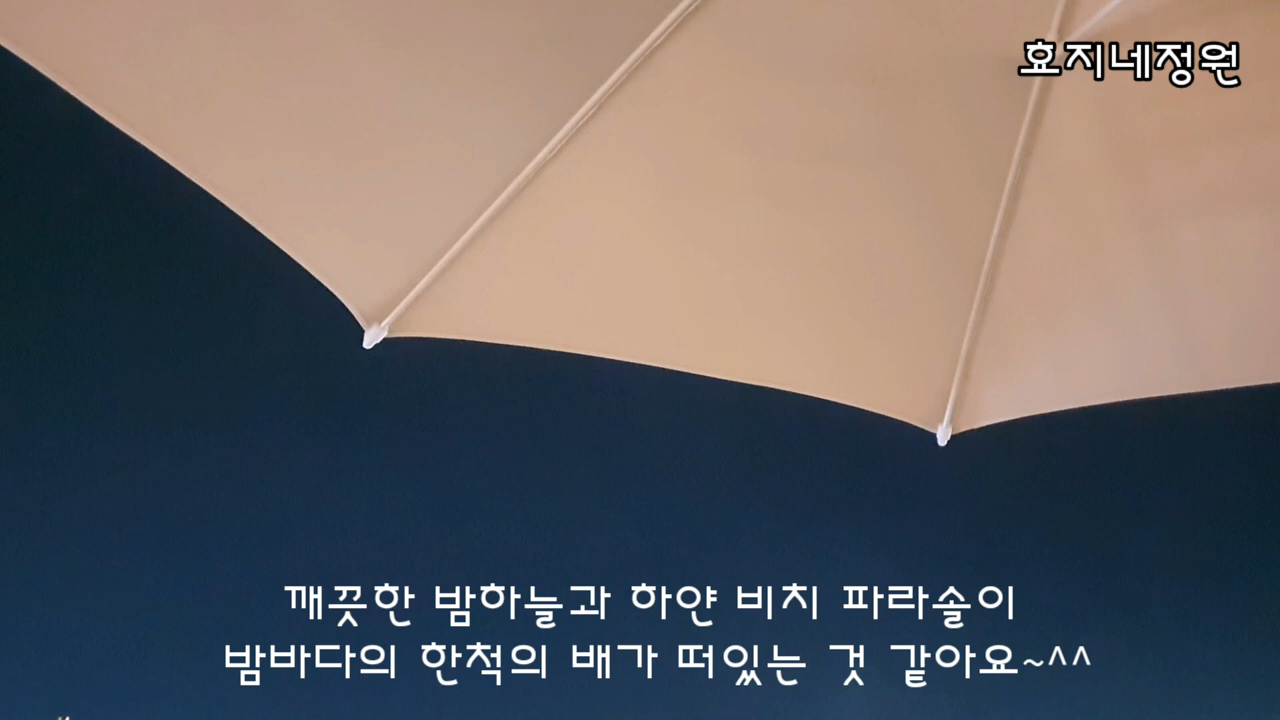 효지네정원
깨끗한 밤하늘과 하얀 비치 파라솔이
밤바다의 한척의 배가 떠있는 것 같아요~^^